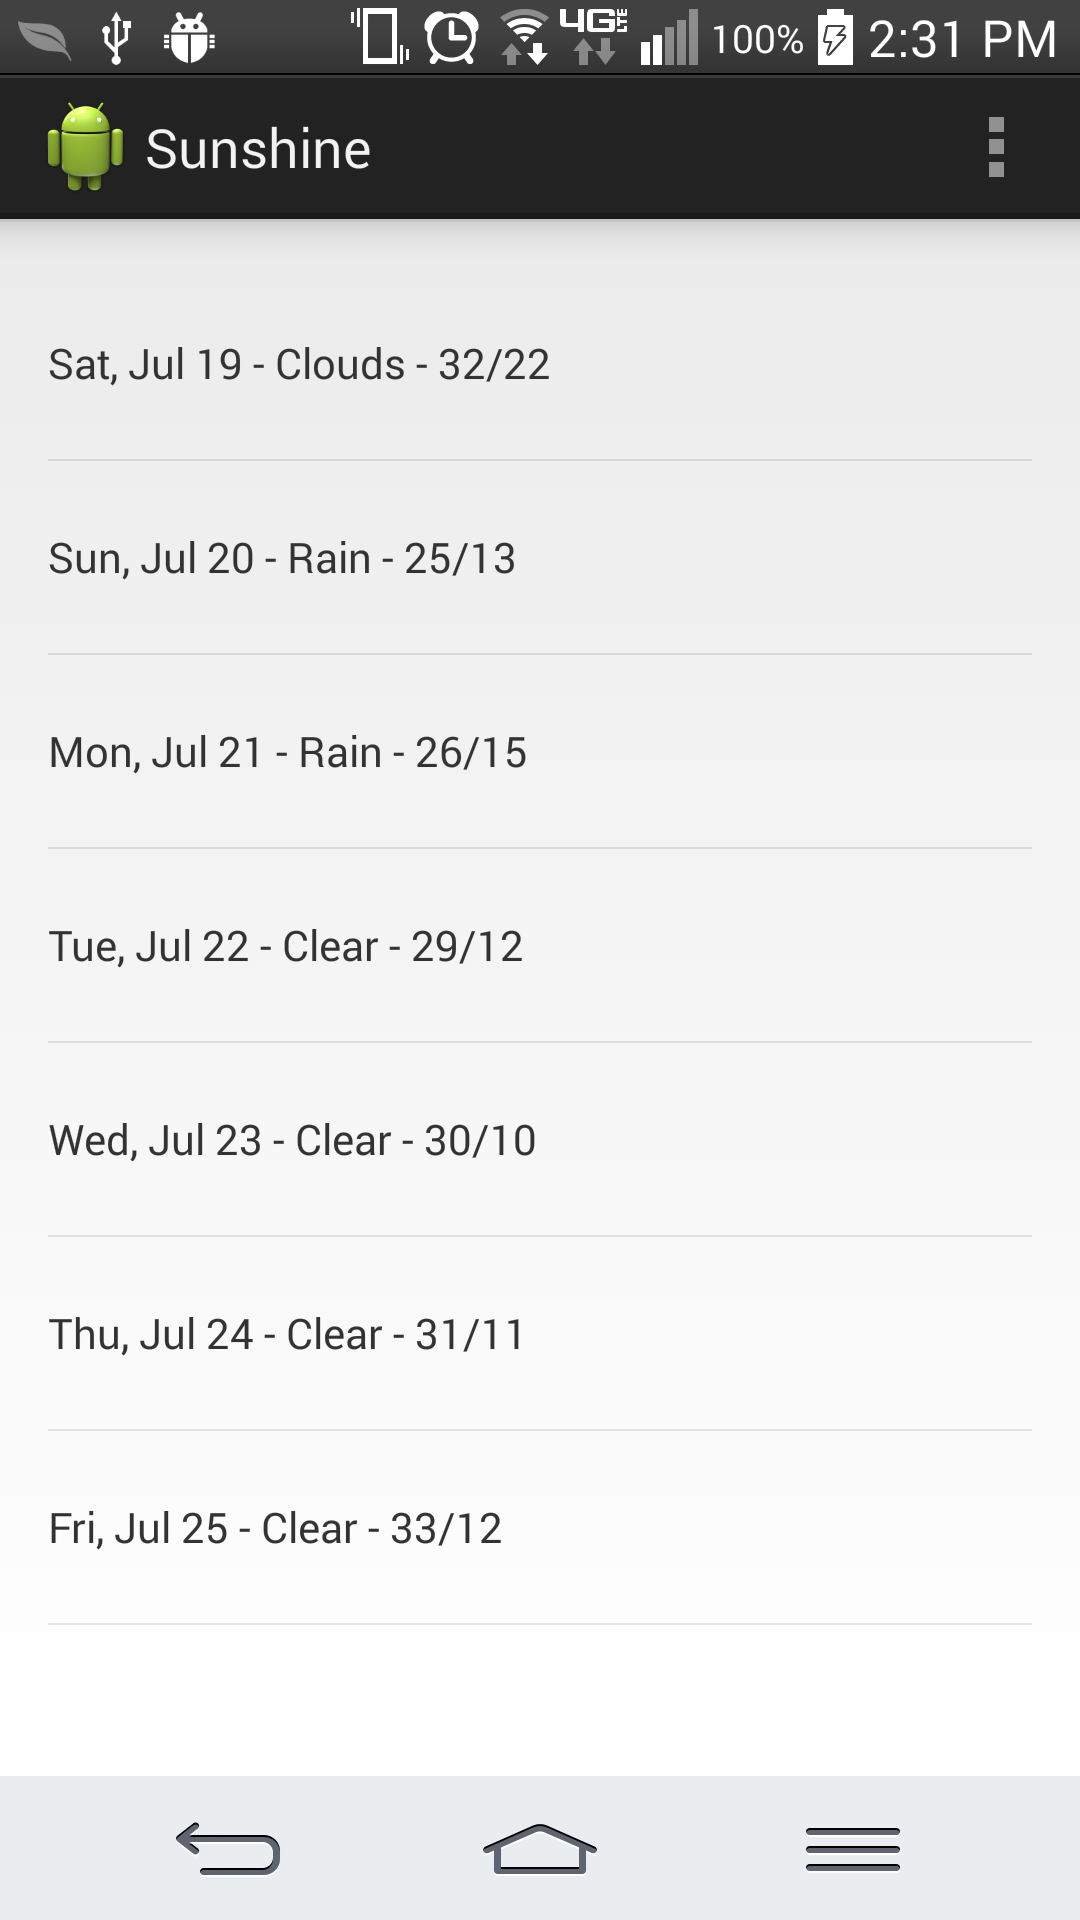 4G LTE 100% 2:31 PM
Sunshine
Sat, Jul 19 - Clouds - 32/22
Sun, Jul 20 - Rain - 25/13
Mon, Jul 21 - Rain - 26/15
Tue, Jul 22 - Clear - 29/12
Wed, Jul 23 - Clear - 30/10
Thu, Jul 24 - Clear - 31/11
Fri, Jul 25 - Clear - 33/12